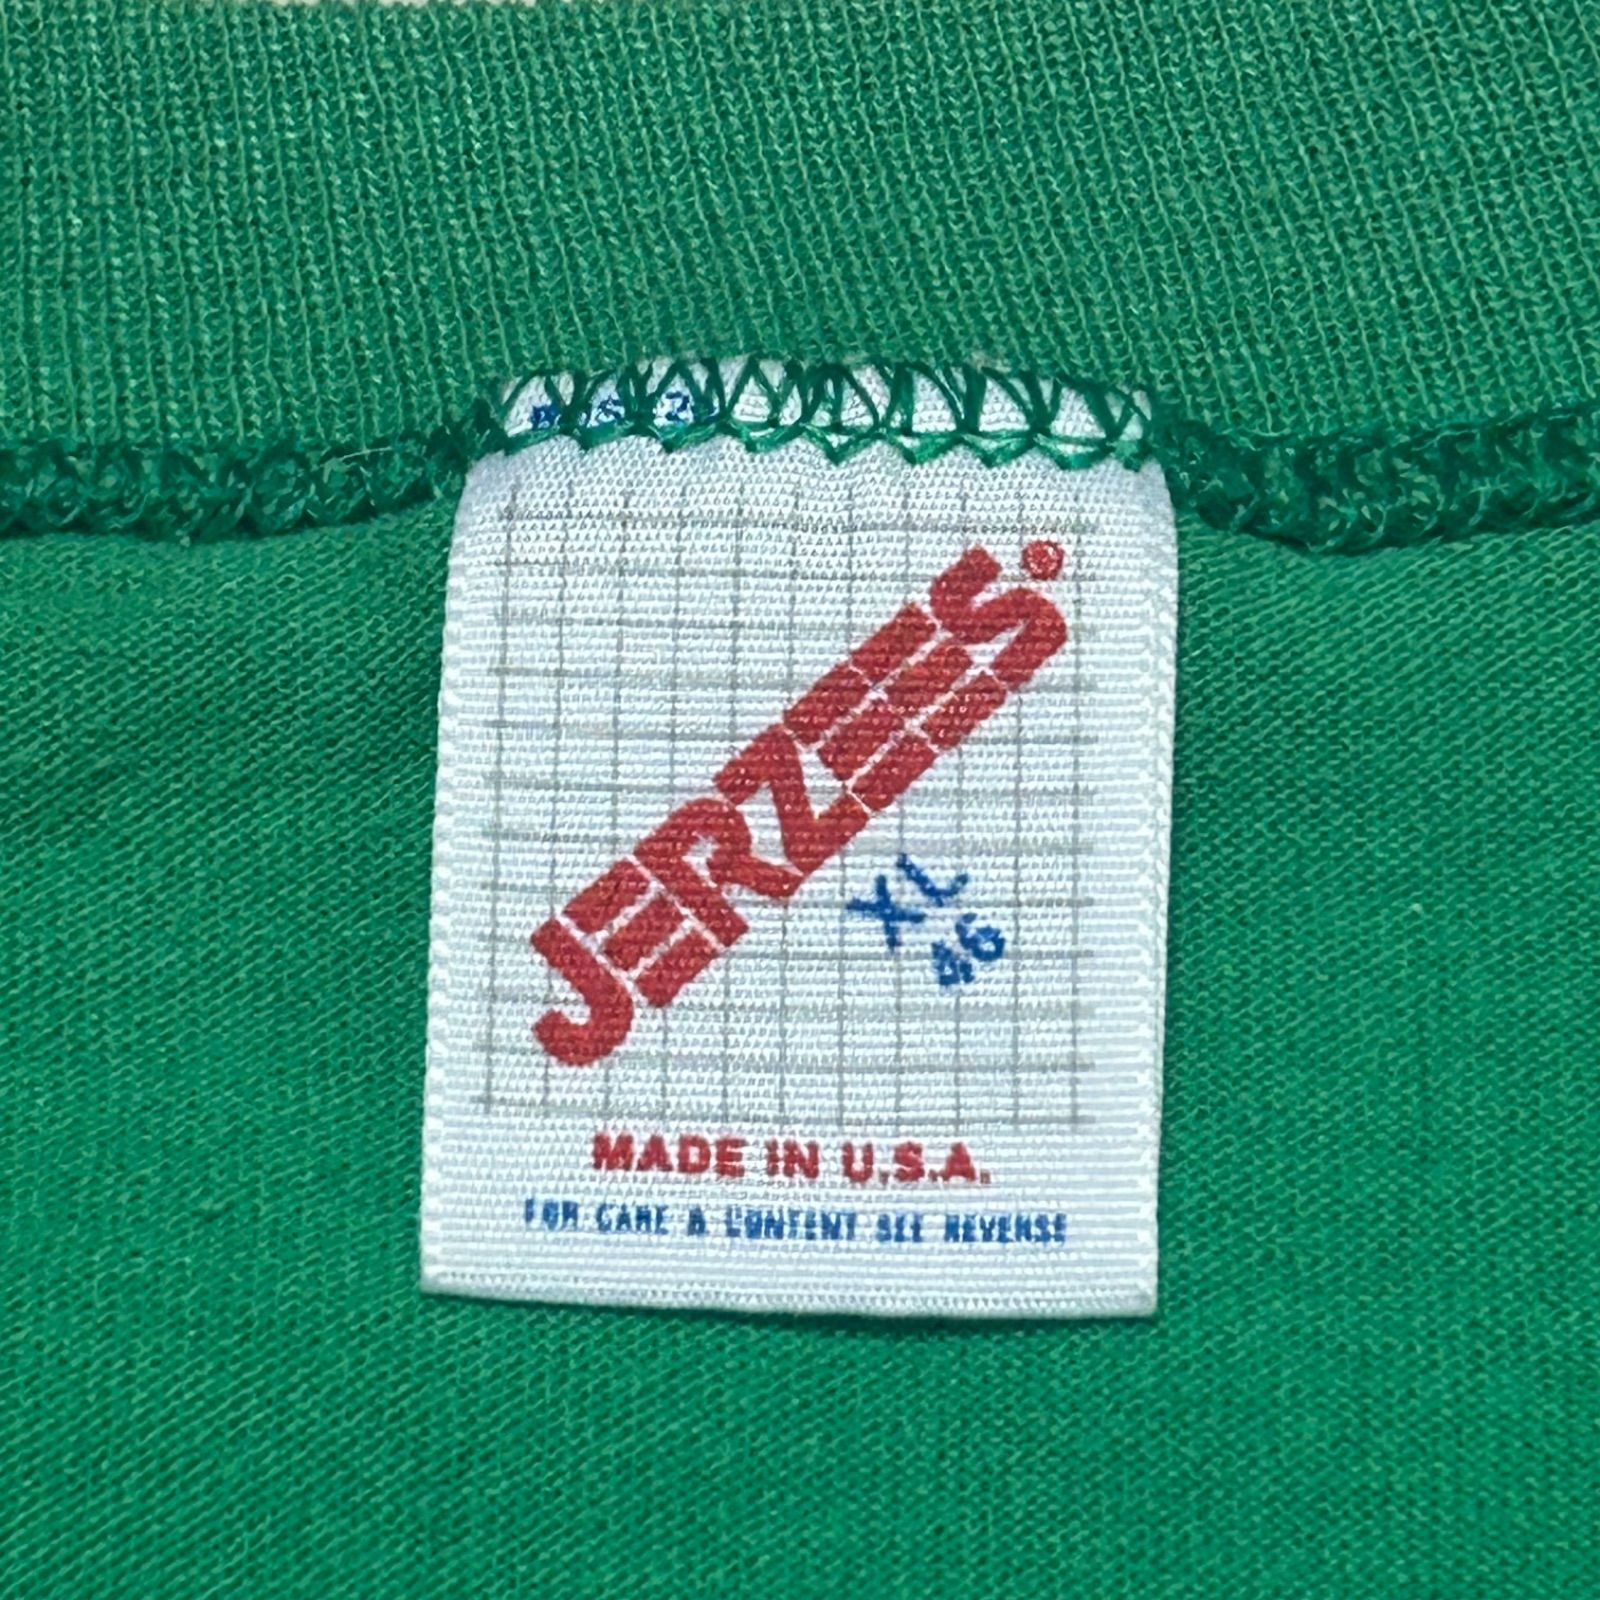 JERZEES
XL
46
MADE IN U.S.A.
FOR CARE & CONTENT SEE REVERSE